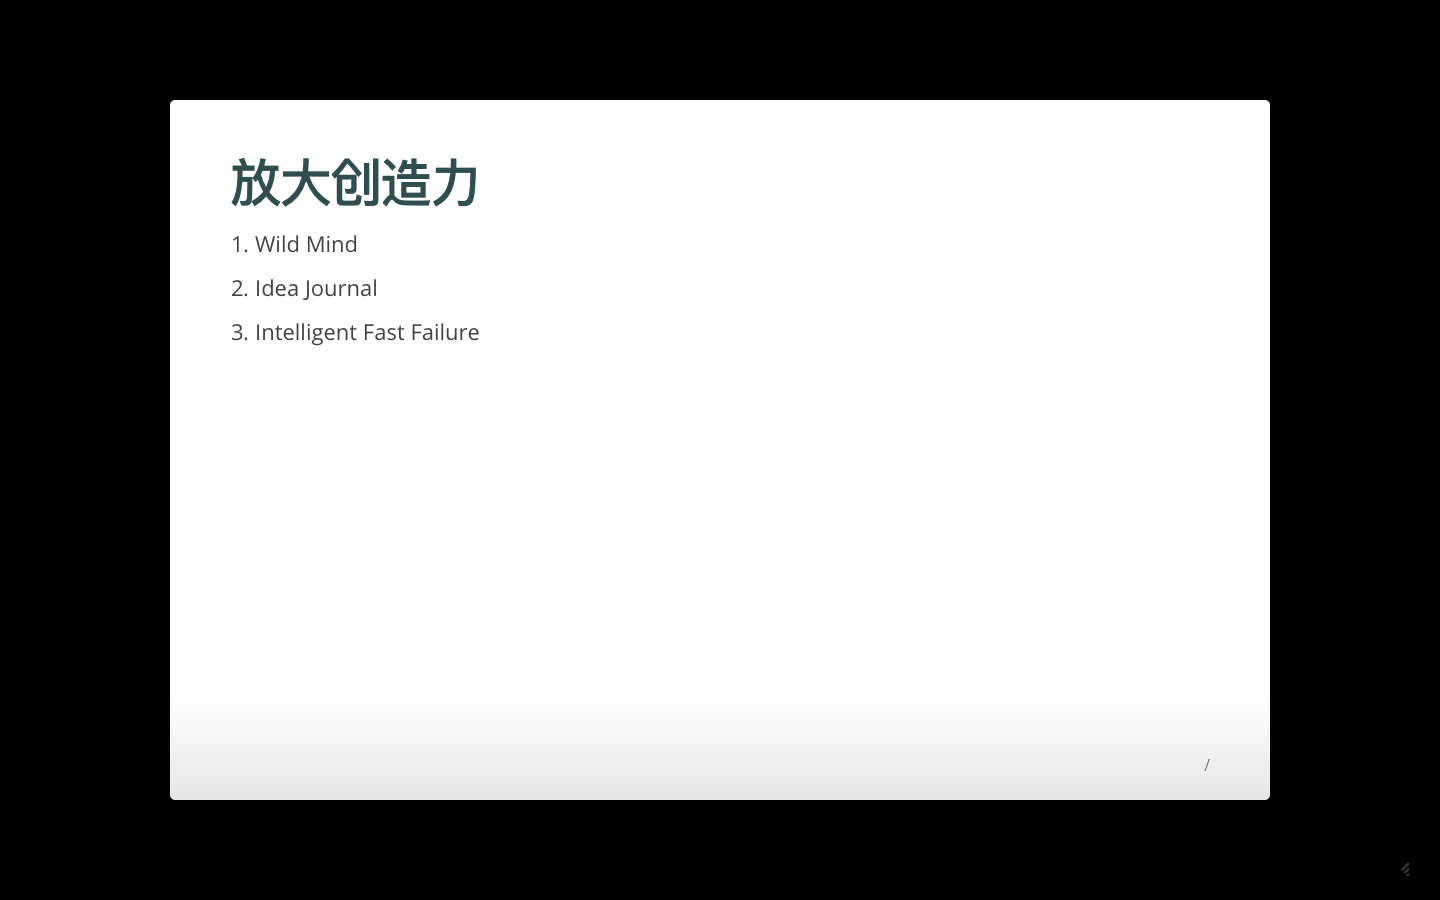 放大创造力
1. Wild Mind
2. Idea Journal
3. Intelligent Fast Failure
/